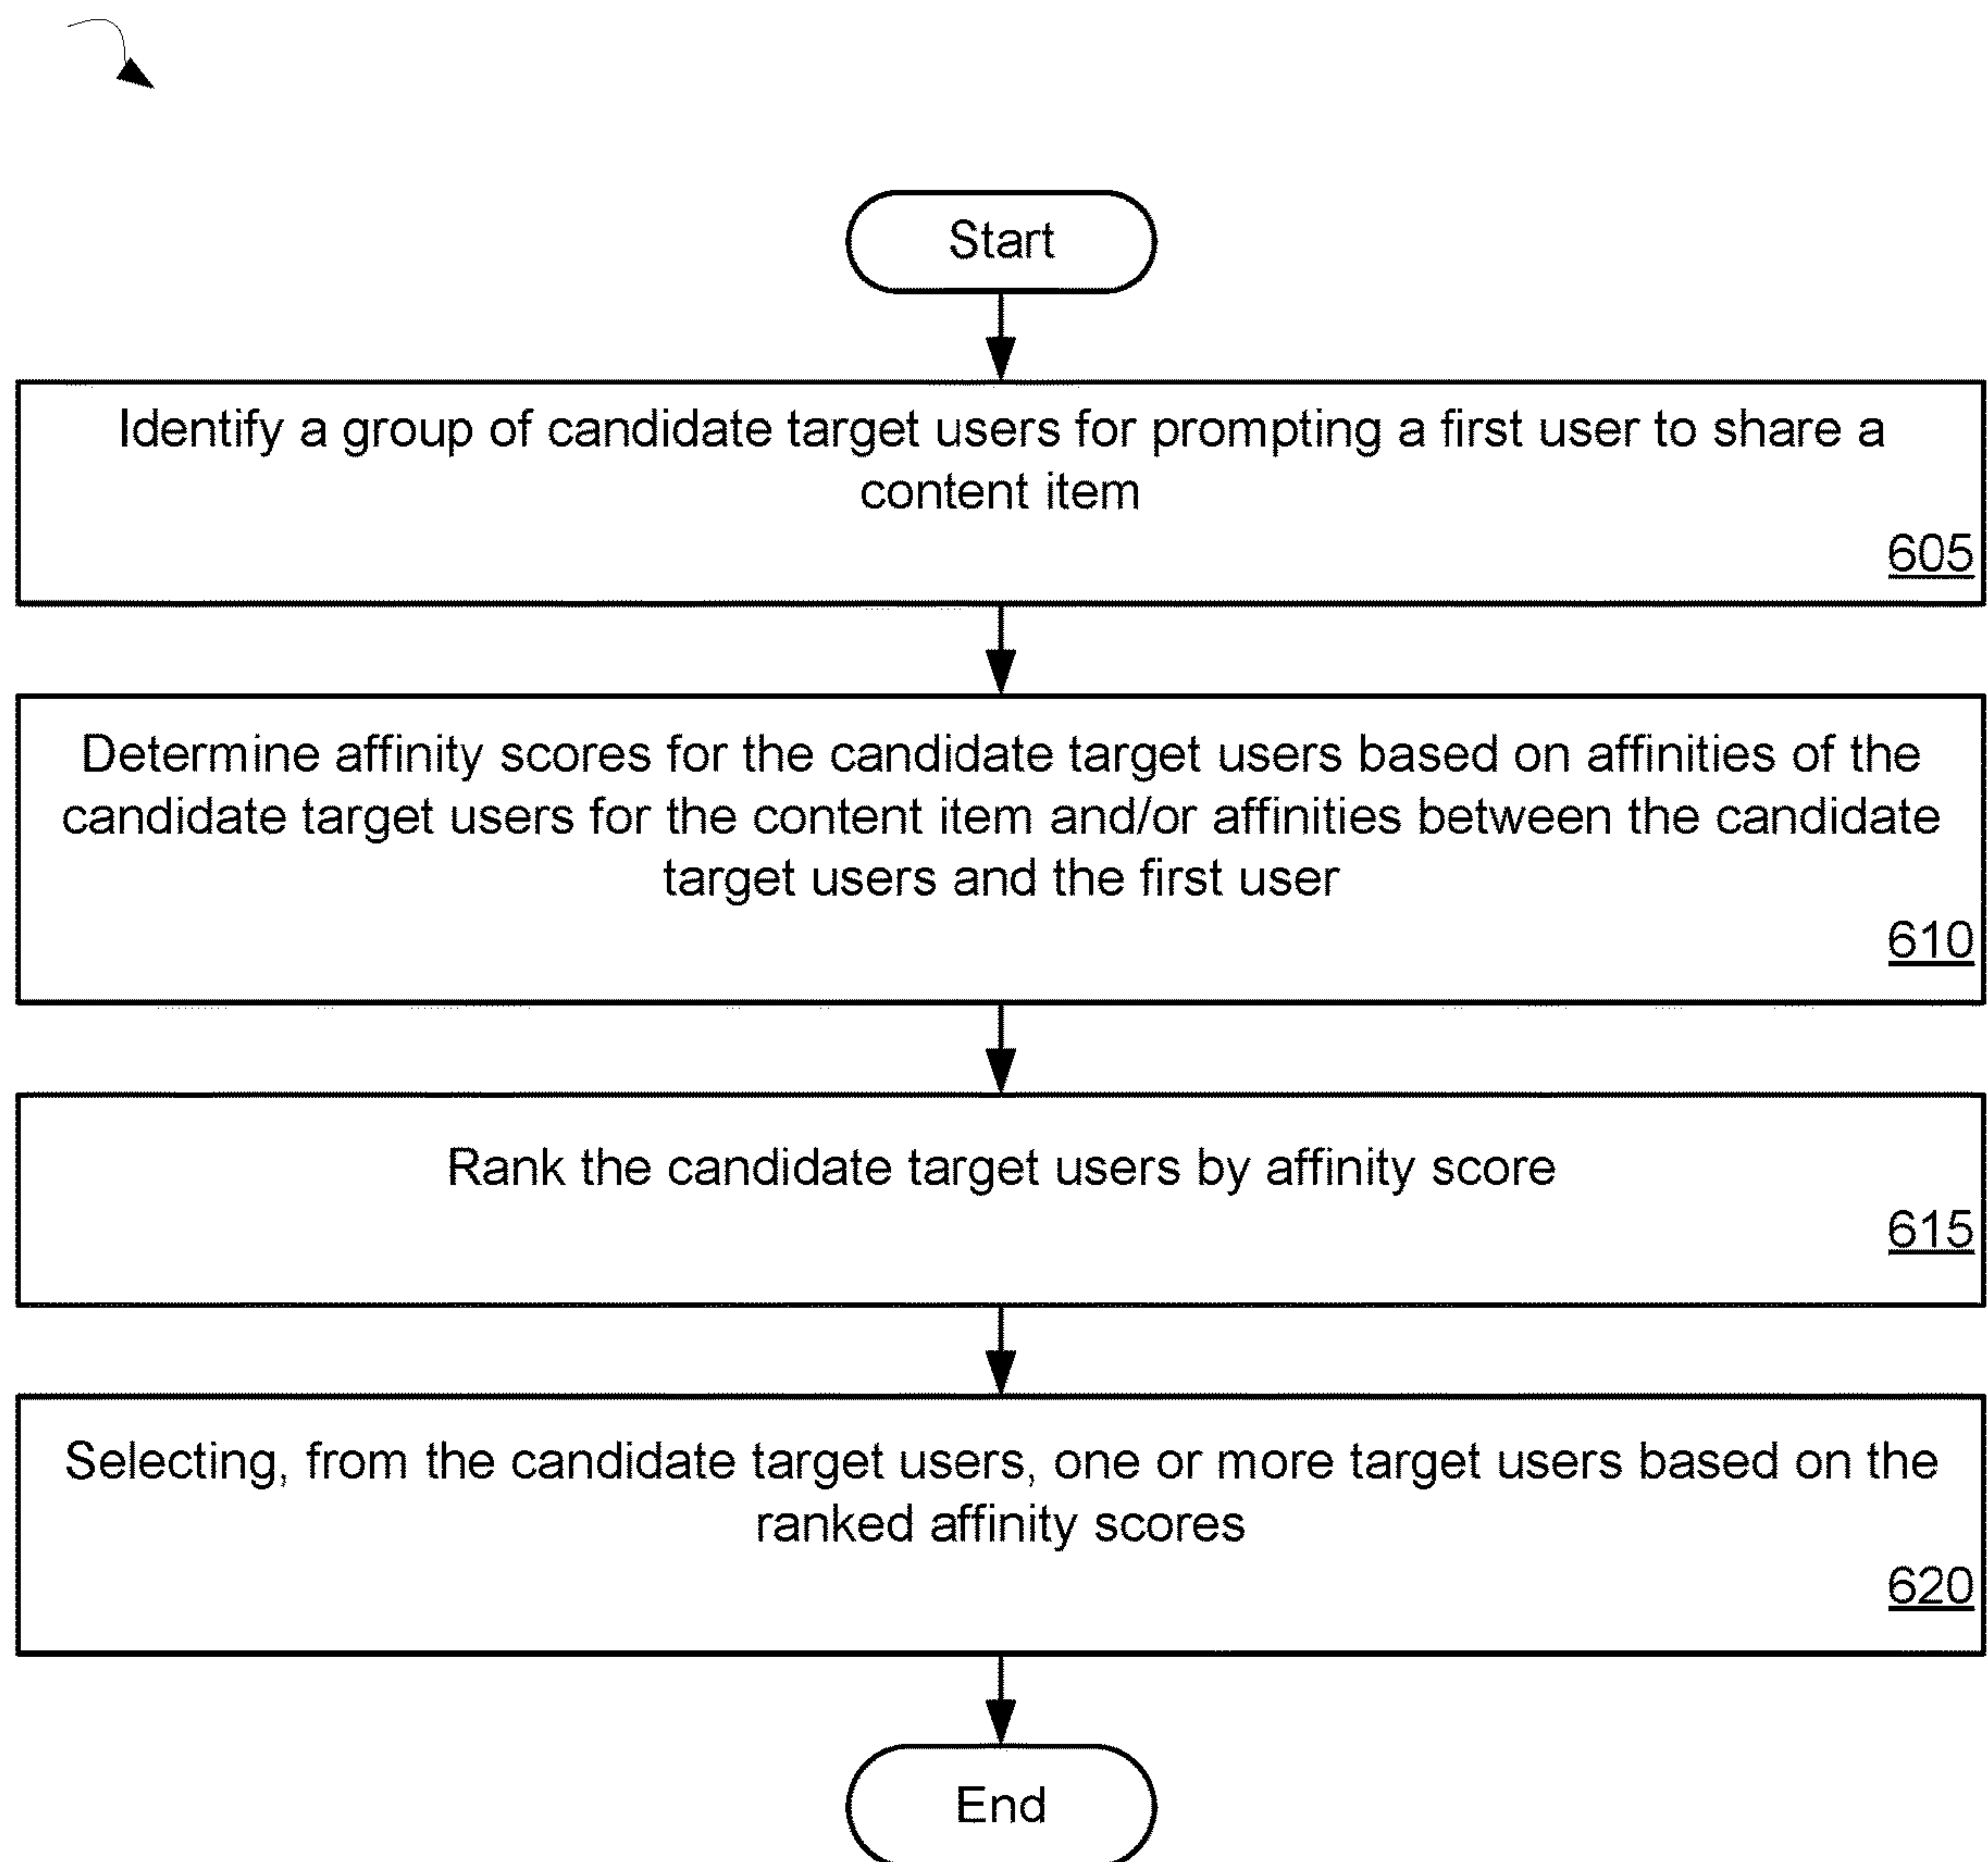 Start
Identify a group of candidate target users for prompting a first user to share a
content item
605
Determine affinity scores for the candidate target users based on affinities of the
candidate target users for the content item and/or affinities between the candidate
target users and the first user
610
Rank the candidate target users by affinity score
615
Selecting, from the candidate target users, one or more target users based on the
ranked affinity scores
620
End